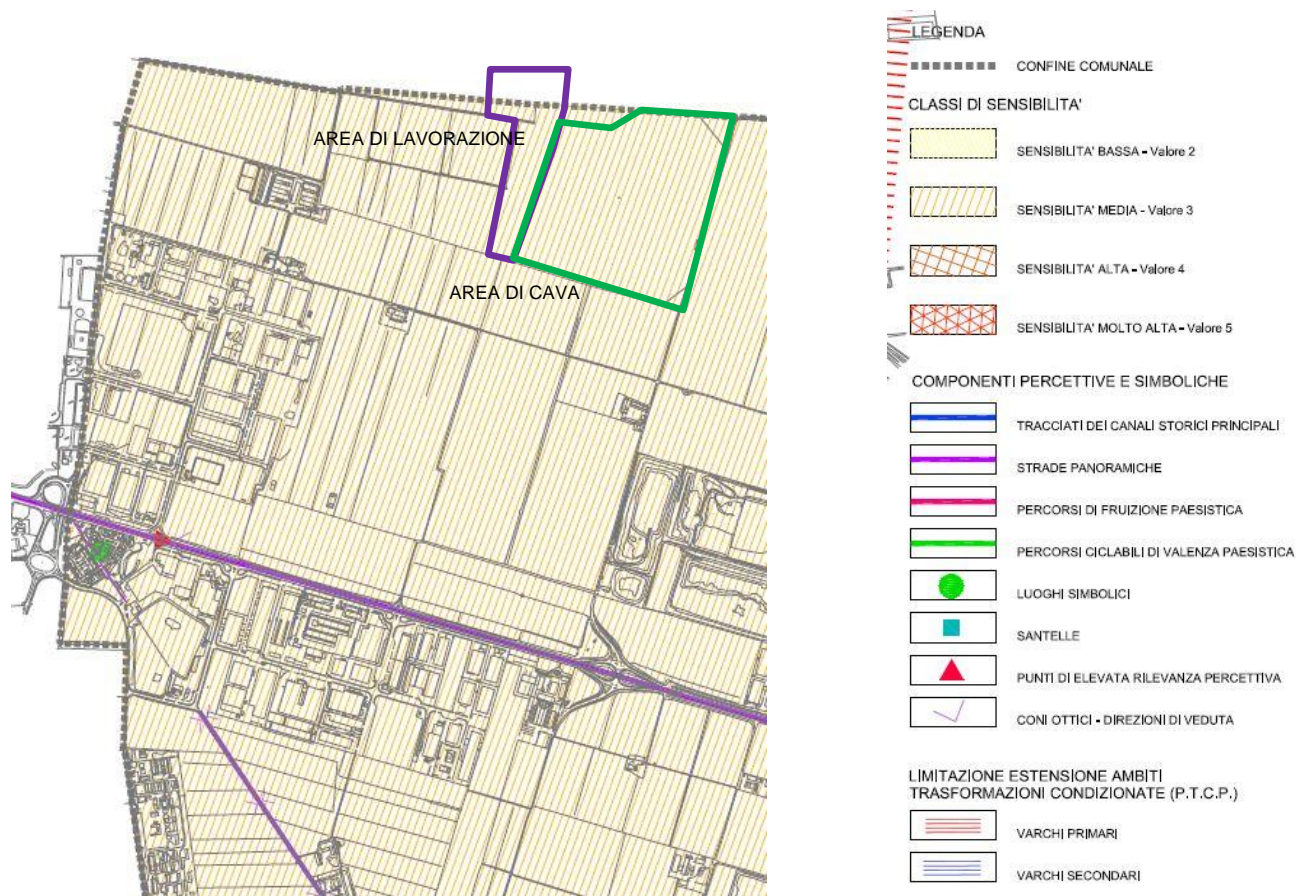 AREA DI LAVORAZIONE
AREA DI CAVA
LEGENDA
CONFINE COMUNALE
CLASSI DI SENSIBILITA'
SENSIBILITA' BASSA - Valore 2
SENSIBILITA' MEDIA - Valore 3
SENSIBILITA' ALTA - Valore 4
SENSIBILITA' MOLTO ALTA - Valore 5
COMPONENTI PERCETTIVE E SIMBOLICHE
TRACCIATI DEI CANALI STORICI PRINCIPALI
STRADE PANORAMICHE
PERCORSI DI FRUIZIONE PAESISTICA
PERCORSI CICLABILI DI VALENZA PAESISTICA
LUOGHI SIMBOLICI
SANTELLE
PUNTI DI ELEVATA RILEVANZA PERCETTIVA
CONI OTTICI - DIREZIONI DI VEDUTA
LIMITAZIONE ESTENSIONE AMBITI
TRASFORMAZIONI CONDIZIONATE (P.T.C.P.)
VARCHI PRIMARI
VARCHI SECONDARI